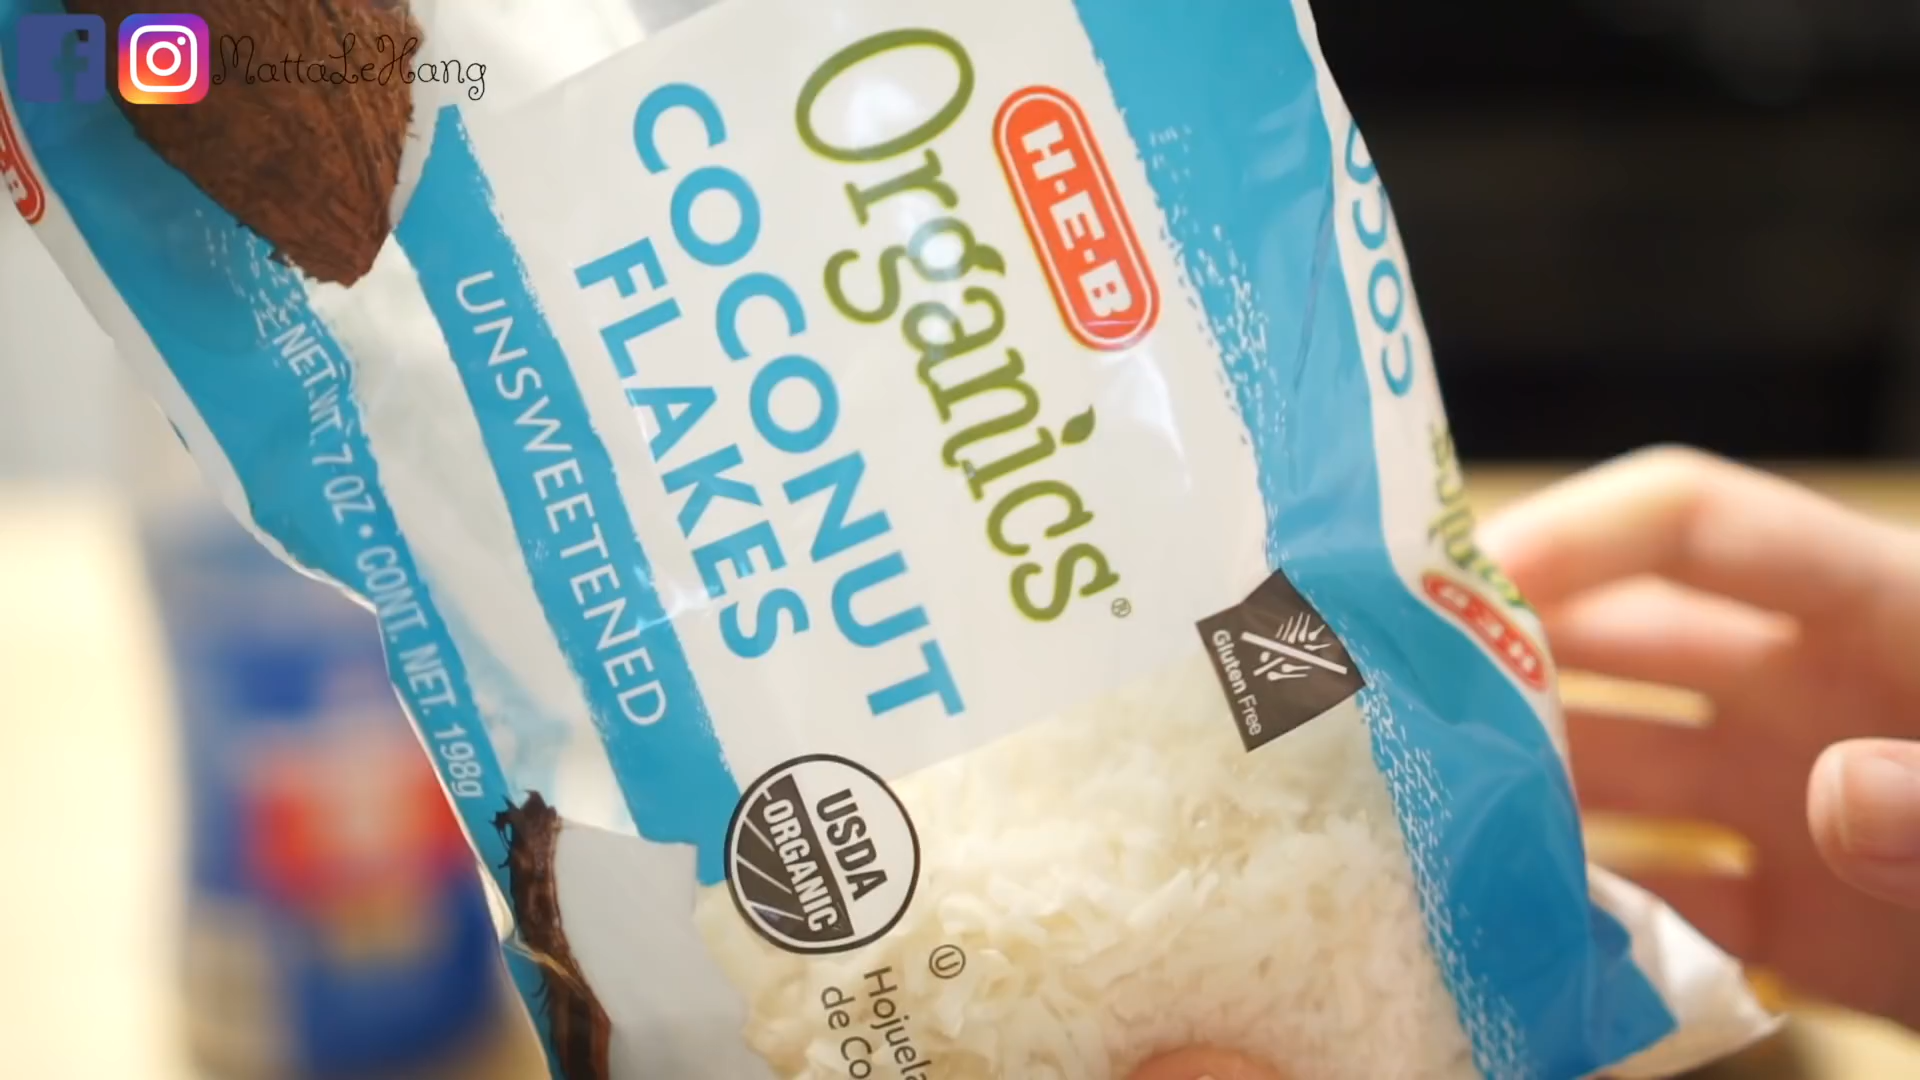 MattaLeHang
H-E-B
Organics®
COCONUT
FLAKES
UNSWEETENED
NET.WT. 7 OZ • CONT. NET. 198g
Gluten Free
USDA
ORGANIC
U
Hojuela
de Co
COCO
H-E-B